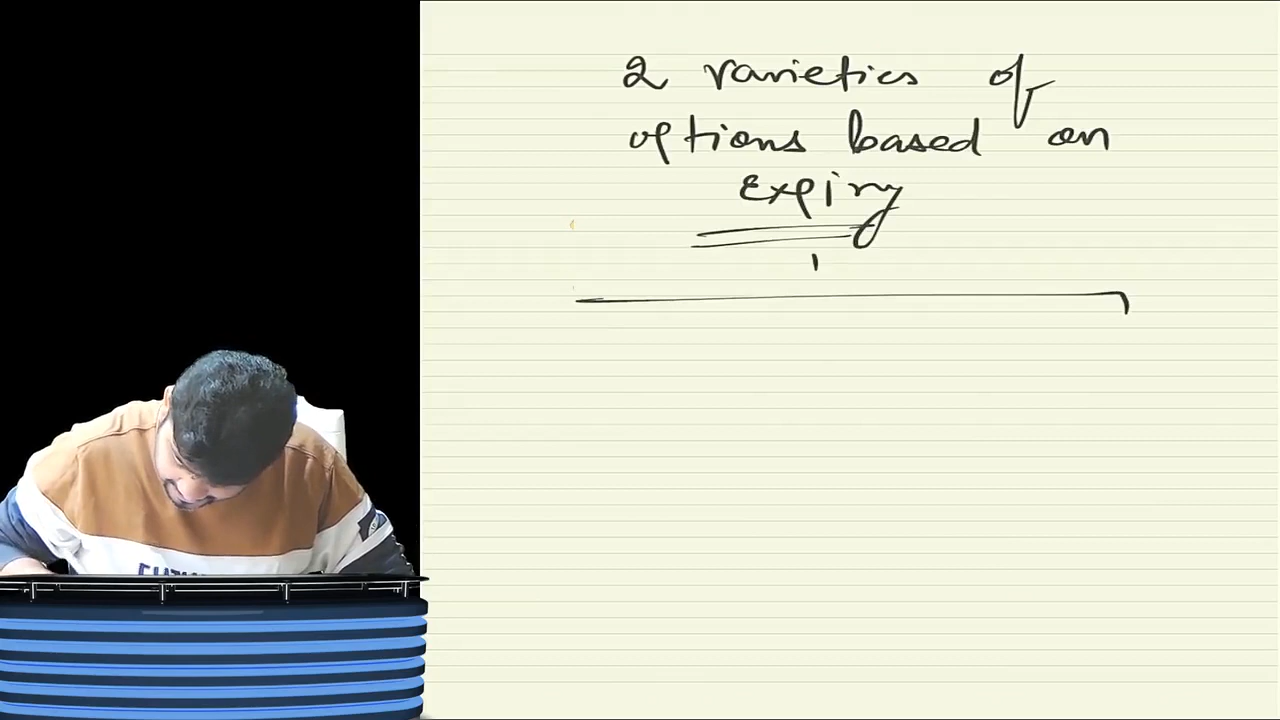 2 varieties of
options based on
Expiry